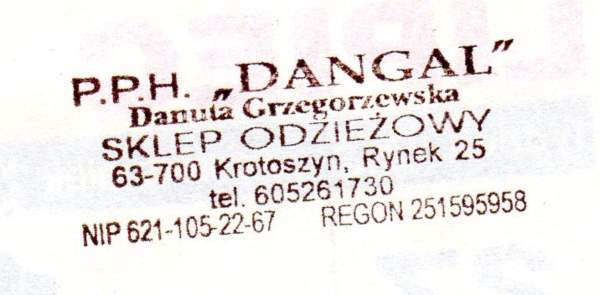 P.P.H. „DANGAL”
Danuta Grzegorzewska
SKLEP ODZIEŻOWY
63-700 Krotoszyn, Rynek 25
tel. 605261730
NIP 621-105-22-67 REGON 251595958